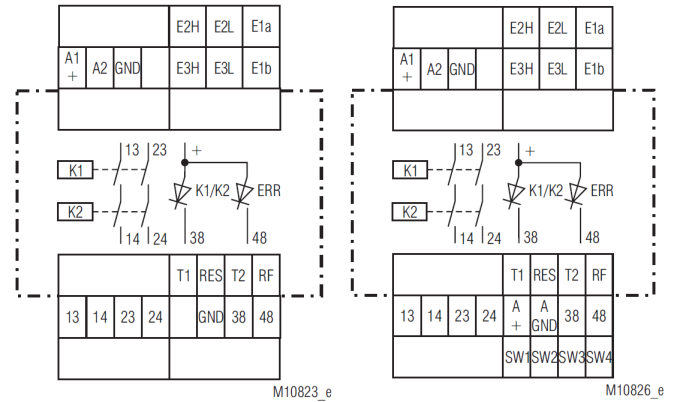 E2H E2L E1a
A1 + A2 GND E3H E3L E1b
13 23 +
K1
K1/K2 ERR
K2
14 24 38 48
T1 RES T2 RF
13 14 23 24 GND 38 48
M10823_e
E2H E2L E1a
A1 + A2 GND E3H E3L E1b
13 23 +
K1
K1/K2 ERR
K2
14 24 38 48
T1 RES T2 RF
13 14 23 24 A + A GND 38 48
SW1 SW2 SW3 SW4
M10826_e